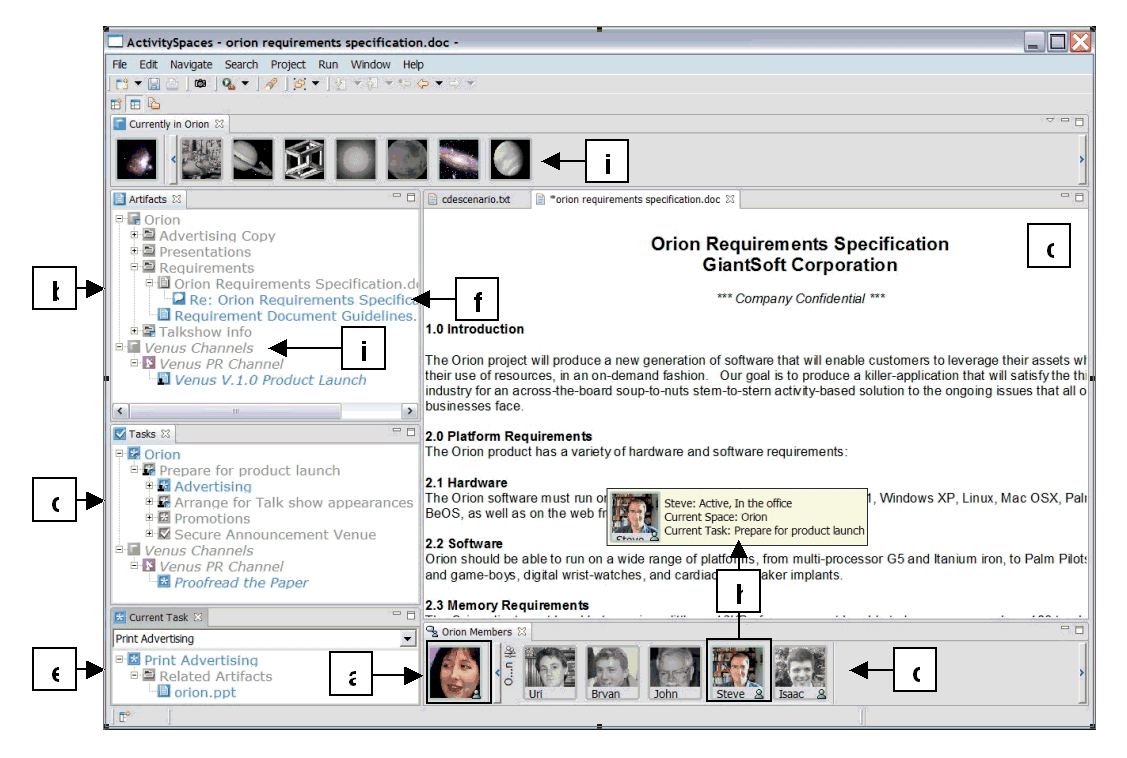 ActivitySpaces - orion requirements specification.doc -
File Edit Navigate Search Project Run Window Help
Currently in Orion
i
Artifacts
Orion
Advertising Copy
Presentations
Requirements
Orion Requirements Specification.d
Re: Orion Requirements Specifica
Requirement Document Guidelines.
Talkshow Info
Venus Channels
Venus PR Channel
Venus V.1.0 Product Launch
f
i
cdescenario.txt *orion requirements specification.doc
Orion Requirements Specification
GiantSoft Corporation
*** Company Confidential ***
1.0 Introduction
The Orion project will produce a new generation of software that will enable customers to leverage their assets wh
their use of resources, in an on-demand fashion. Our goal is to produce a killer-application that will satisfy the thi
industry for an across-the-board soup-to-nuts stem-to-stern activity-based solution to the ongoing issues that all o
businesses face.
2.0 Platform Requirements
The Orion product has a variety of hardware and software requirements:
2.1 Hardware
The Orion software must run on 1, Windows XP, Linux, Mac OSX, Pal
BeOS, as well as on the web f
Steve: Active, In the office
Current Space: Orion
Current Task: Prepare for product launch
Steve
2.2 Software
Orion should be able to run on a wide range of platforms, from multi-processor G5 and Itanium iron, to Palm Pilots
and game-boys, digital wrist-watches, and cardiac aker implants.
2.3 Memory Requirements
Tasks
Orion
Prepare for product launch
Advertising
Arrange for Talk show appearances
Promotions
Secure Announcement Venue
Venus Channels
Venus PR Channel
Proofread the Paper
Current Task
Print Advertising
Print Advertising
Related Artifacts
orion.ppt
e
a
Orion Members
O...n
Uri Bryan John Steve Isaac